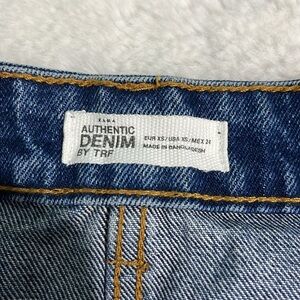 ZARA
AUTHENTIC
DENIM
BY TRF
EUR XS / USA XS / MEX 24
MADE IN BANGLADESH